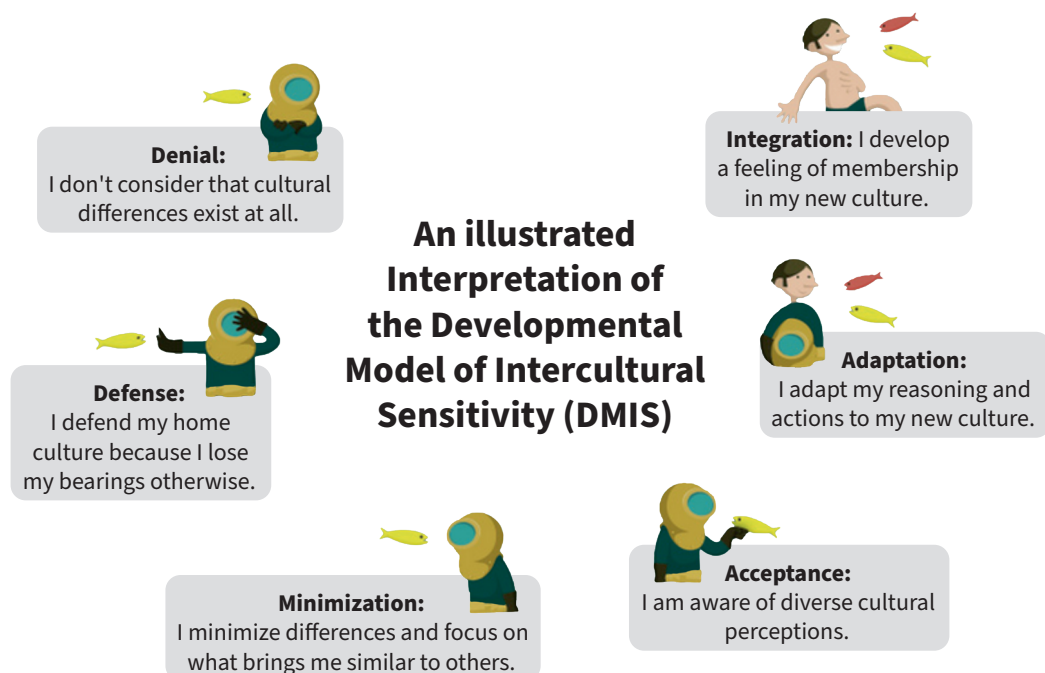 An illustrated
Interpretation of
the Developmental
Model of Intercultural
Sensitivity (DMIS)
Denial:
I don't consider that cultural
differences exist at all.
Defense:
I defend my home
culture because I lose
my bearings otherwise.
Minimization:
I minimize differences and focus on
what brings me similar to others.
Acceptance:
I am aware of diverse cultural
perceptions.
Adaptation:
I adapt my reasoning and
actions to my new culture.
Integration: I develop
a feeling of membership
in my new culture.